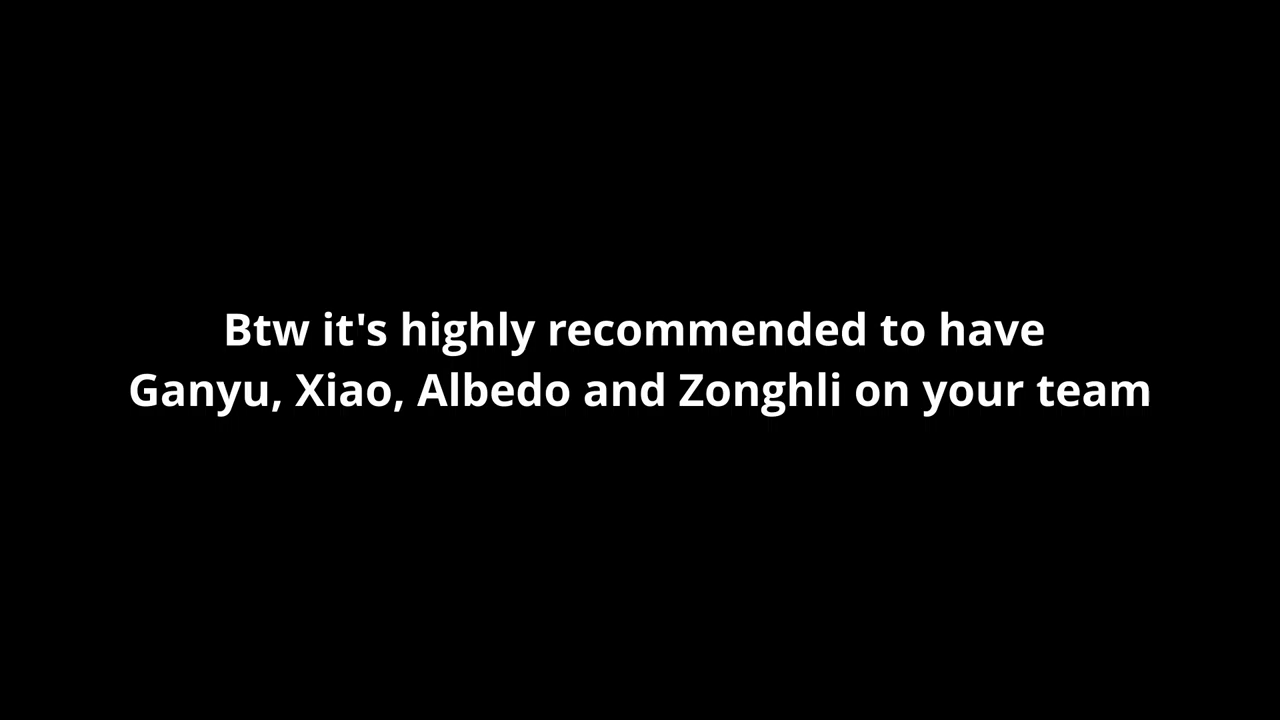 Btw it's highly recommended to have
Ganyu, Xiao, Albedo and Zonghli on your team